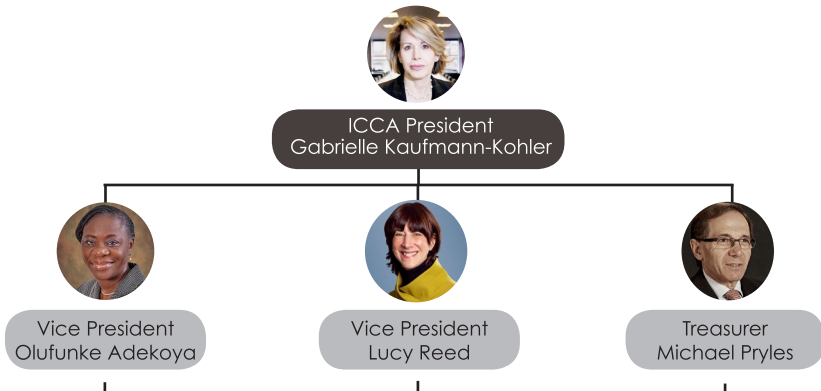 ICCA President
Gabrielle Kaufmann-Kohler
Vice President
Olufunke Adekoya
Vice President
Lucy Reed
Treasurer
Michael Pryles